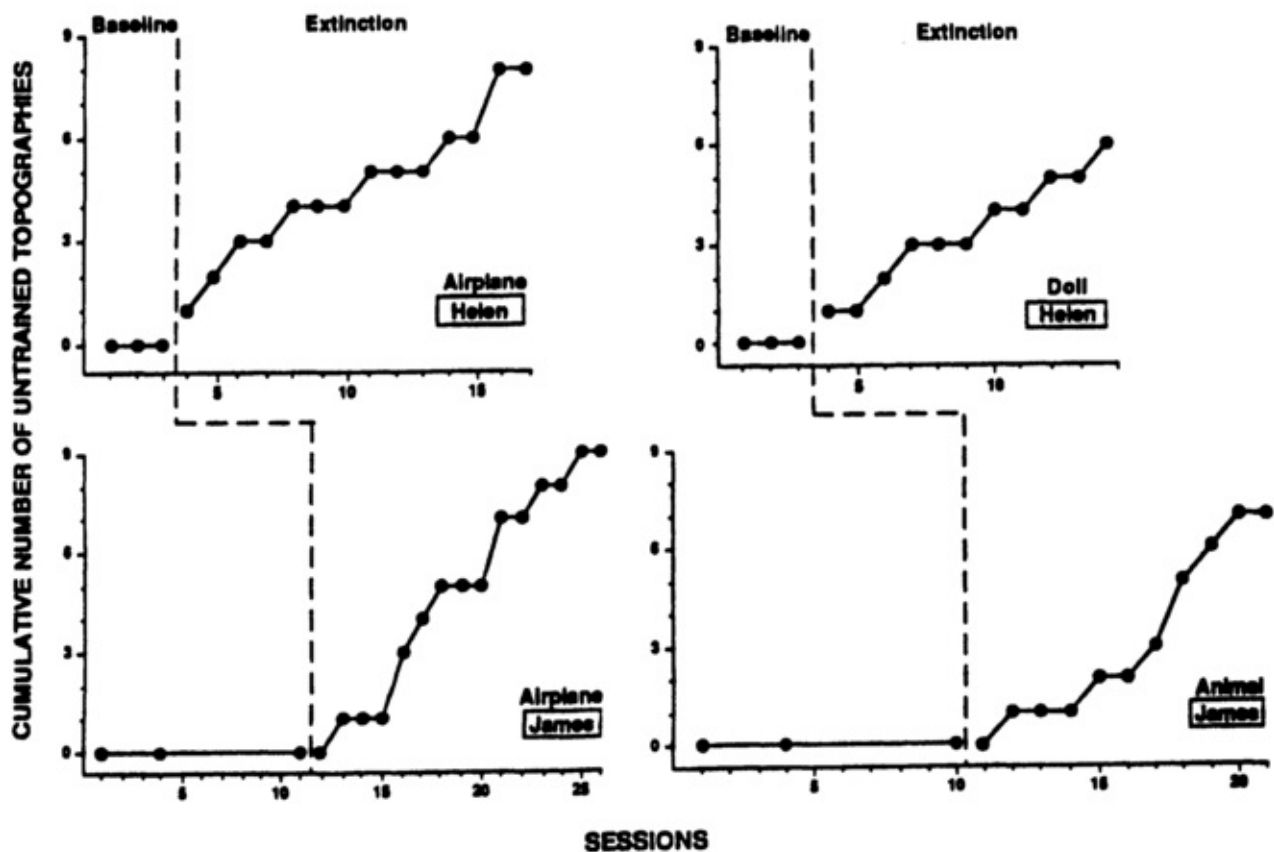 Baseline Extinction
9
6
3
0
5 10 15
Airplane
Helen
Baseline Extinction
9
6
3
0
5 10
Doll
Helen
9
6
3
0
5 10 15 20 25
Airplane
James
9
6
3
0
5 10 15 20
Animal
James
CUMULATIVE NUMBER OF UNTRAINED TOPOGRAPHIES
SESSIONS